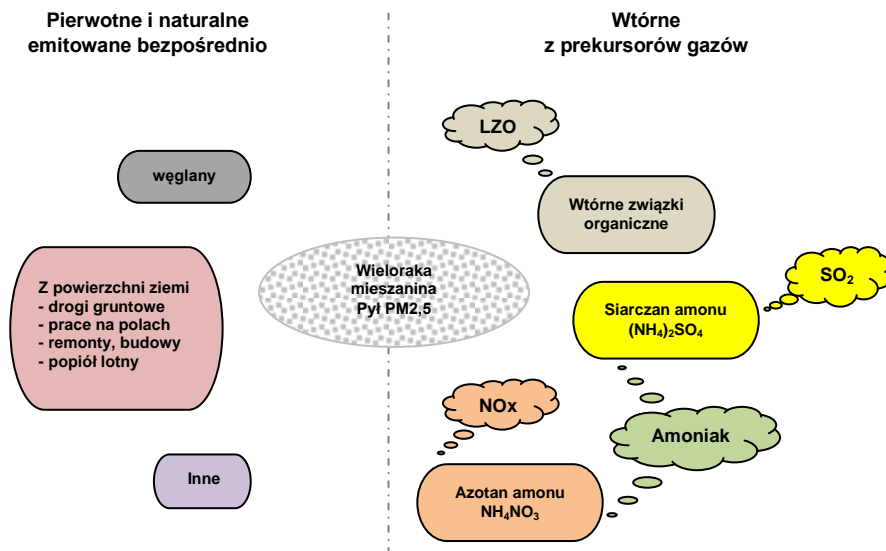 Pierwotne i naturalne
emitowane bezpośrednio
Wtórne
z prekursorów gazów
LZO
węglany
Wtórne związki
organiczne
Z powierzchni ziemi
- drogi gruntowe
- prace na polach
- remonty, budowy
- popiół lotny
Wieloraka
mieszanina
Pył PM2,5
SO₂
Siarczan amonu
(NH₄)₂SO₄
NOx
Amoniak
Inne
Azotan amonu
NH₄NO₃